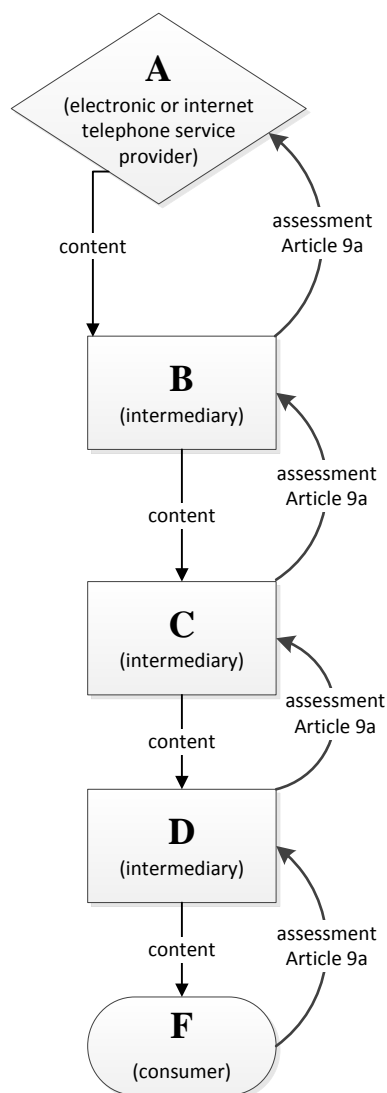 A
(electronic or internet
telephone service
provider)
assessment
Article 9a
content
B
(intermediary)
assessment
Article 9a
content
C
(intermediary)
assessment
Article 9a
content
D
(intermediary)
assessment
Article 9a
content
F
(consumer)